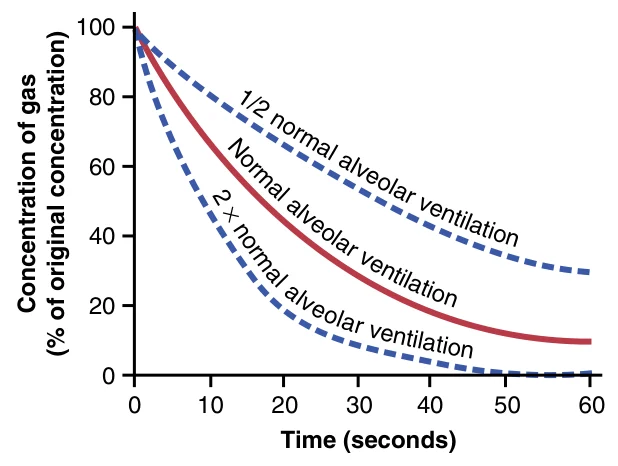 Concentration of gas
(% of original concentration)
100
80
60
40
20
0
1/2 normal alveolar ventilation
Normal alveolar ventilation
2 × normal alveolar ventilation
0 10 20 30 40 50 60
Time (seconds)